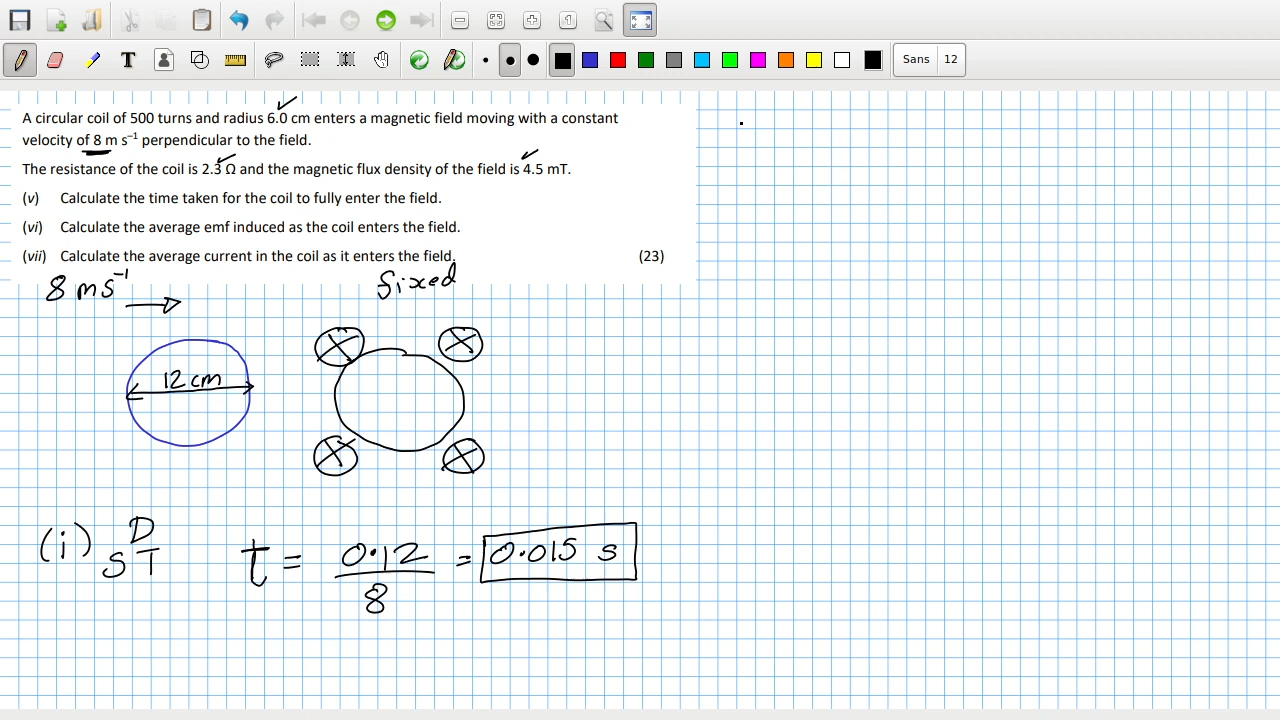 Sans 12
A circular coil of 500 turns and radius 6.0 cm enters a magnetic field moving with a constant
velocity of 8 m s⁻¹ perpendicular to the field.
The resistance of the coil is 2.3 Ω and the magnetic flux density of the field is 4.5 mT.
(v) Calculate the time taken for the coil to fully enter the field.
(vi) Calculate the average emf induced as the coil enters the field.
(vii) Calculate the average current in the coil as it enters the field. (23)
8 ms⁻¹
fixed
12 cm
(i) D
S T
t = 0.12 / 8 = 0.015 s